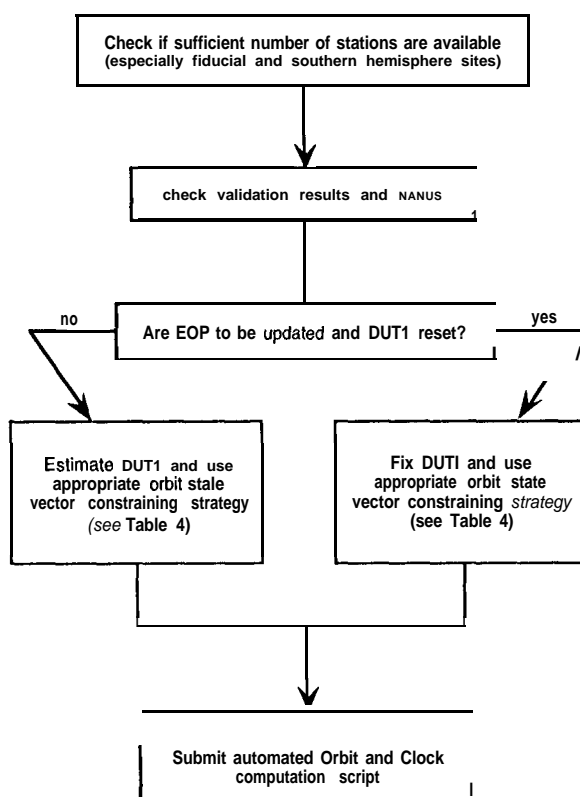 Check if sufficient number of stations are available
(especially fiducial and southern hemisphere sites)
check validation results and NANUS
no
Are EOP to be updated and DUT1 reset?
yes
Estimate DUT1 and use
appropriate orbit stale
vector constraining strategy
(see Table 4)
Fix DUTI and use
appropriate orbit state
vector constraining strategy
(see Table 4)
Submit automated Orbit and Clock
computation script